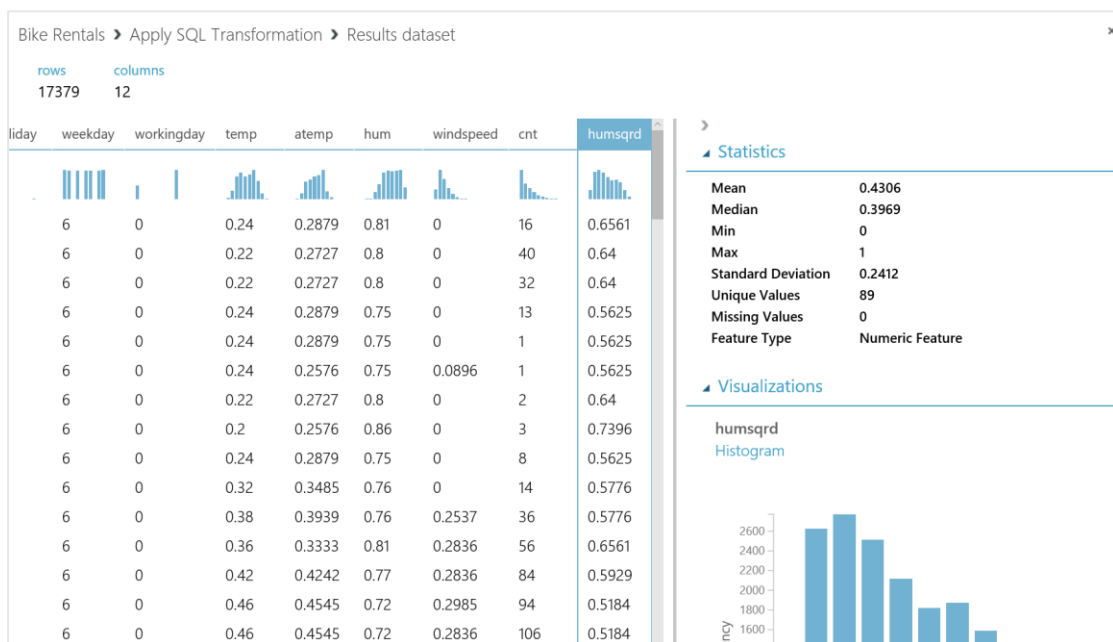 Bike Rentals > Apply SQL Transformation > Results dataset
rows columns
17379 12
liday weekday workingday temp atemp hum windspeed cnt humsqrd
6 0 0.24 0.2879 0.81 0 16 0.6561
6 0 0.22 0.2727 0.8 0 40 0.64
6 0 0.22 0.2727 0.8 0 32 0.64
6 0 0.24 0.2879 0.75 0 13 0.5625
6 0 0.24 0.2879 0.75 0 1 0.5625
6 0 0.24 0.2576 0.75 0.0896 1 0.5625
6 0 0.22 0.2727 0.8 0 2 0.64
6 0 0.2 0.2576 0.86 0 3 0.7396
6 0 0.24 0.2879 0.75 0 8 0.5625
6 0 0.32 0.3485 0.76 0 14 0.5776
6 0 0.38 0.3939 0.76 0.2537 36 0.5776
6 0 0.36 0.3333 0.81 0.2836 56 0.6561
6 0 0.42 0.4242 0.77 0.2836 84 0.5929
6 0 0.46 0.4545 0.72 0.2985 94 0.5184
6 0 0.46 0.4545 0.72 0.2836 106 0.5184
Statistics
Mean 0.4306
Median 0.3969
Min 0
Max 1
Standard Deviation 0.2412
Unique Values 89
Missing Values 0
Feature Type Numeric Feature
Visualizations
humsqrd
Histogram
2600
2400
2200
2000
1800
1600
ncy